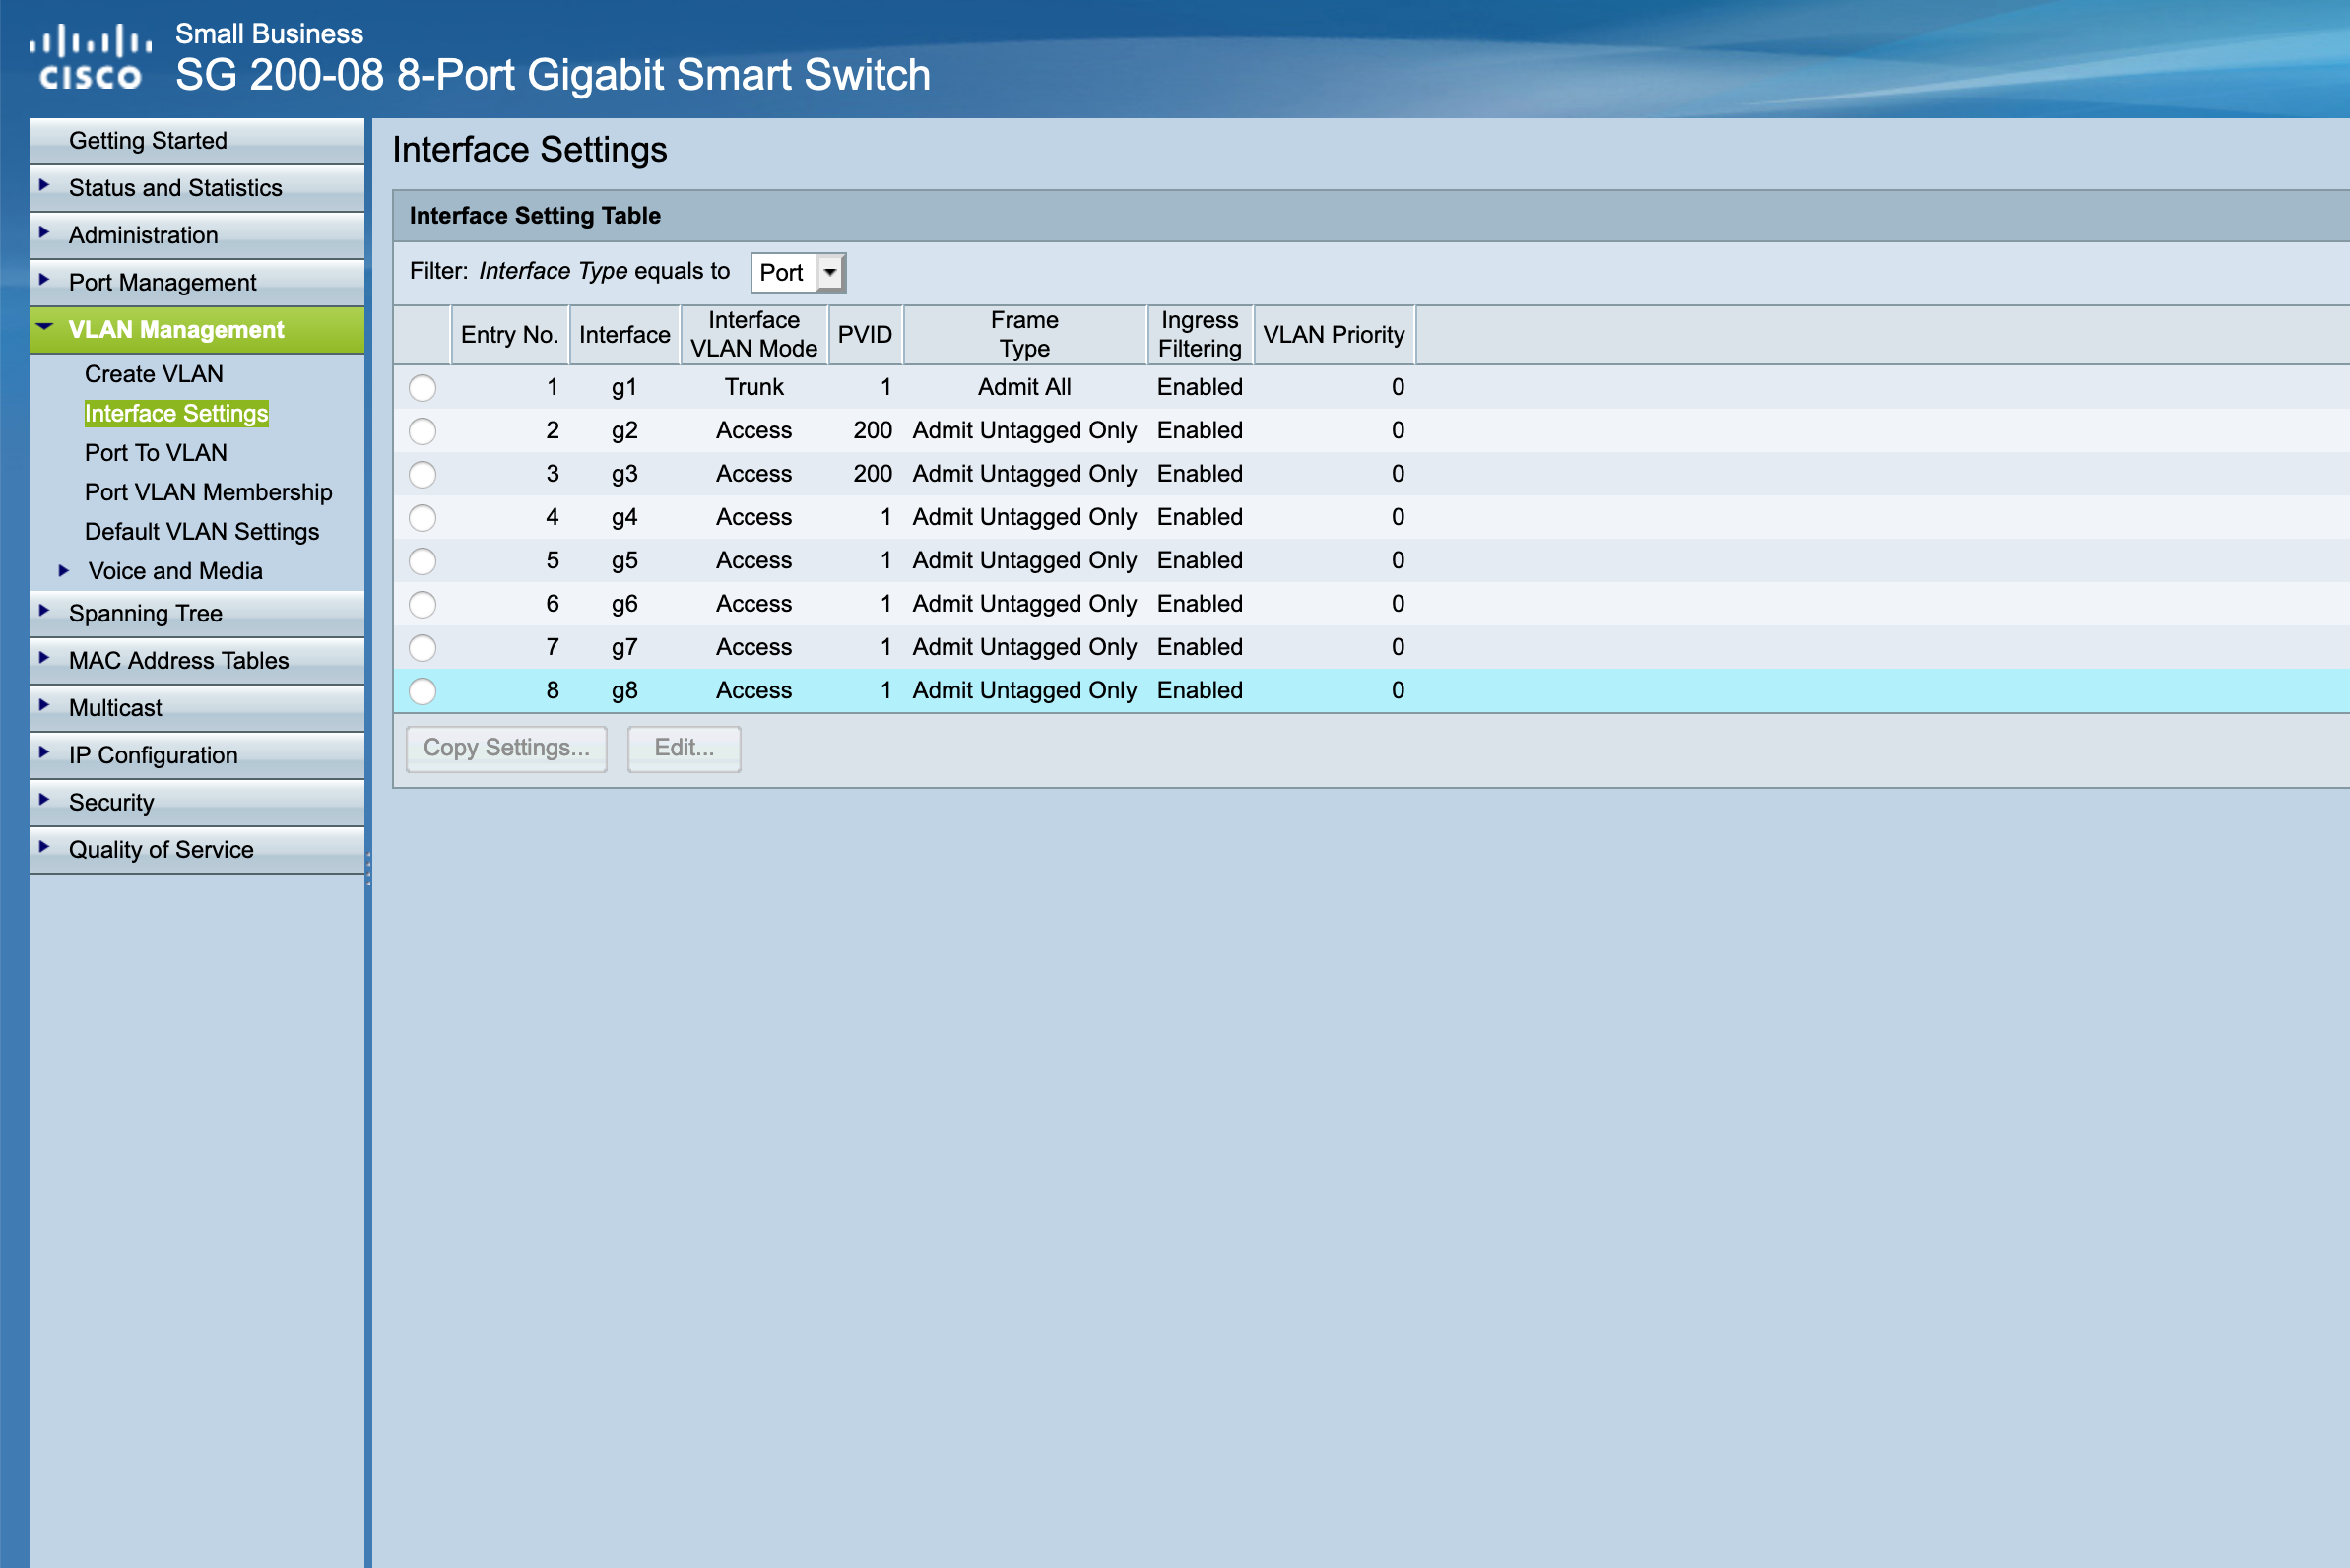 Small Business
CISCO SG 200-08 8-Port Gigabit Smart Switch
Getting Started
Status and Statistics
Administration
Port Management
VLAN Management
Create VLAN
Interface Settings
Port To VLAN
Port VLAN Membership
Default VLAN Settings
Voice and Media
Spanning Tree
MAC Address Tables
Multicast
IP Configuration
Security
Quality of Service
Interface Settings
Interface Setting Table
Filter: Interface Type equals to Port
Entry No. Interface Interface VLAN Mode PVID Frame Type Ingress Filtering VLAN Priority
1 g1 Trunk 1 Admit All Enabled 0
2 g2 Access 200 Admit Untagged Only Enabled 0
3 g3 Access 200 Admit Untagged Only Enabled 0
4 g4 Access 1 Admit Untagged Only Enabled 0
5 g5 Access 1 Admit Untagged Only Enabled 0
6 g6 Access 1 Admit Untagged Only Enabled 0
7 g7 Access 1 Admit Untagged Only Enabled 0
8 g8 Access 1 Admit Untagged Only Enabled 0
Copy Settings... Edit...